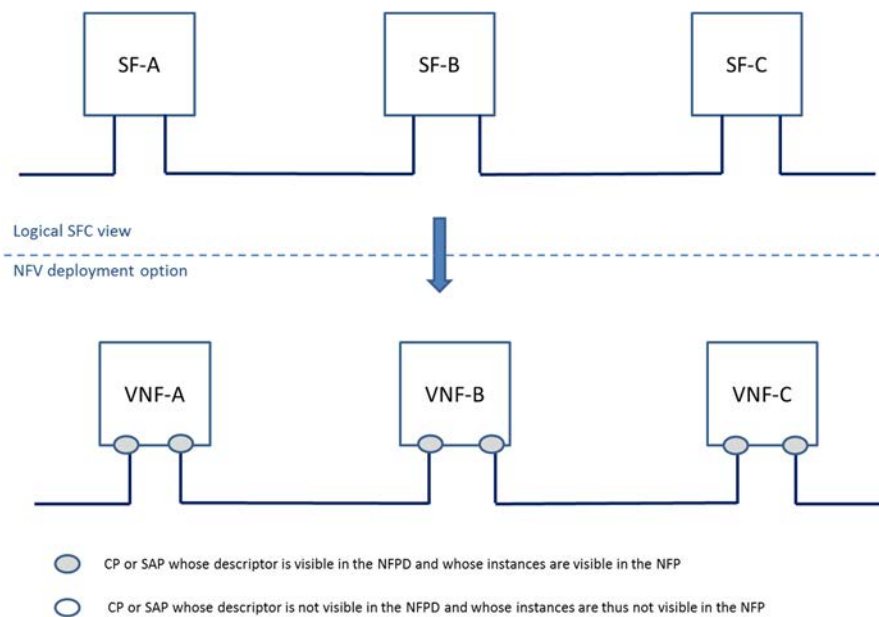 SF-A SF-B SF-C
Logical SFC view
NFV deployment option
VNF-A VNF-B VNF-C
CP or SAP whose descriptor is visible in the NFPD and whose instances are visible in the NFP
CP or SAP whose descriptor is not visible in the NFPD and whose instances are thus not visible in the NFP